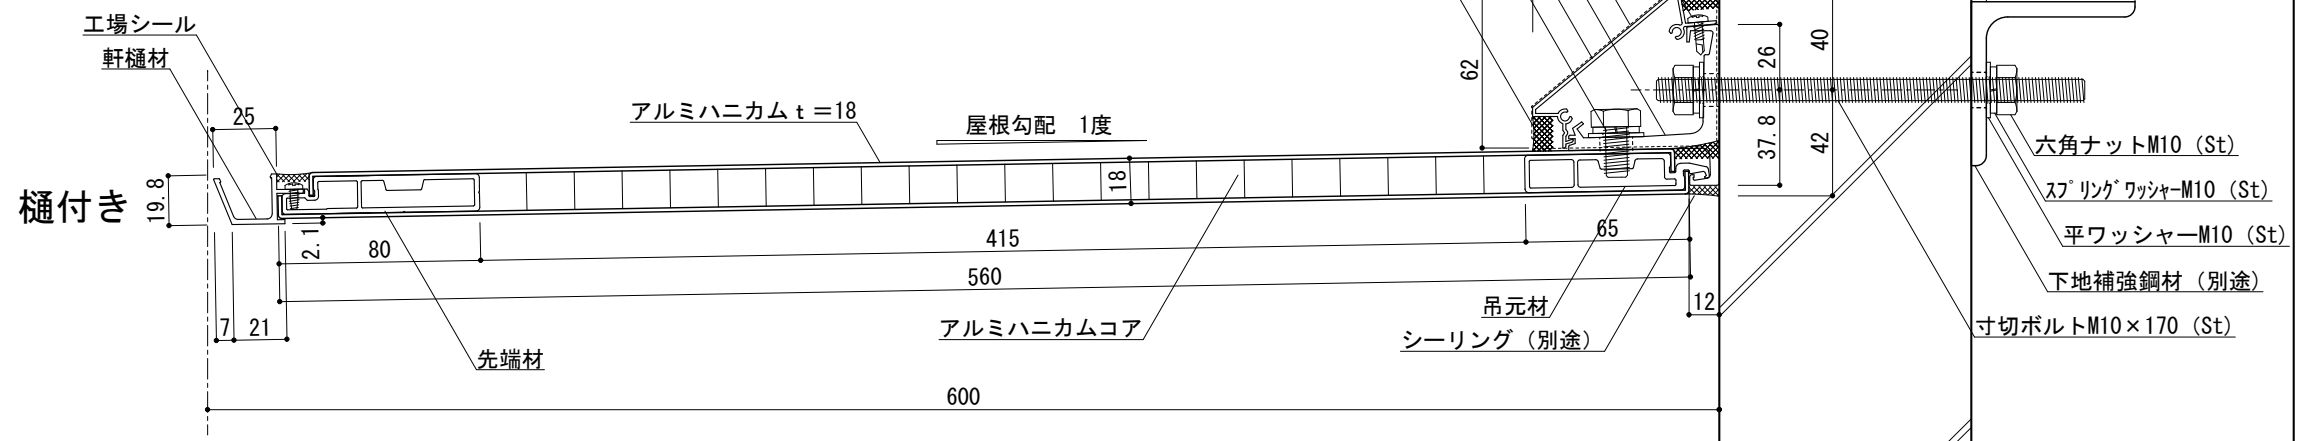 工場シール
軒樋材
25
アルミハニカムｔ＝18
屋根勾配 1度
樋付き
19.8
2.1
80
415
65
18
560
7
21
先端材
アルミハニカムコア
吊元材
シーリング（別途）
12
600
62
26
40
37.8
42
六角ナットM10（St）
ｽﾌﾟﾘﾝｸﾞﾜｯｼｬｰM10（St）
平ワッシャーM10（St）
下地補強鋼材（別途）
寸切ボルトM10×170（St）